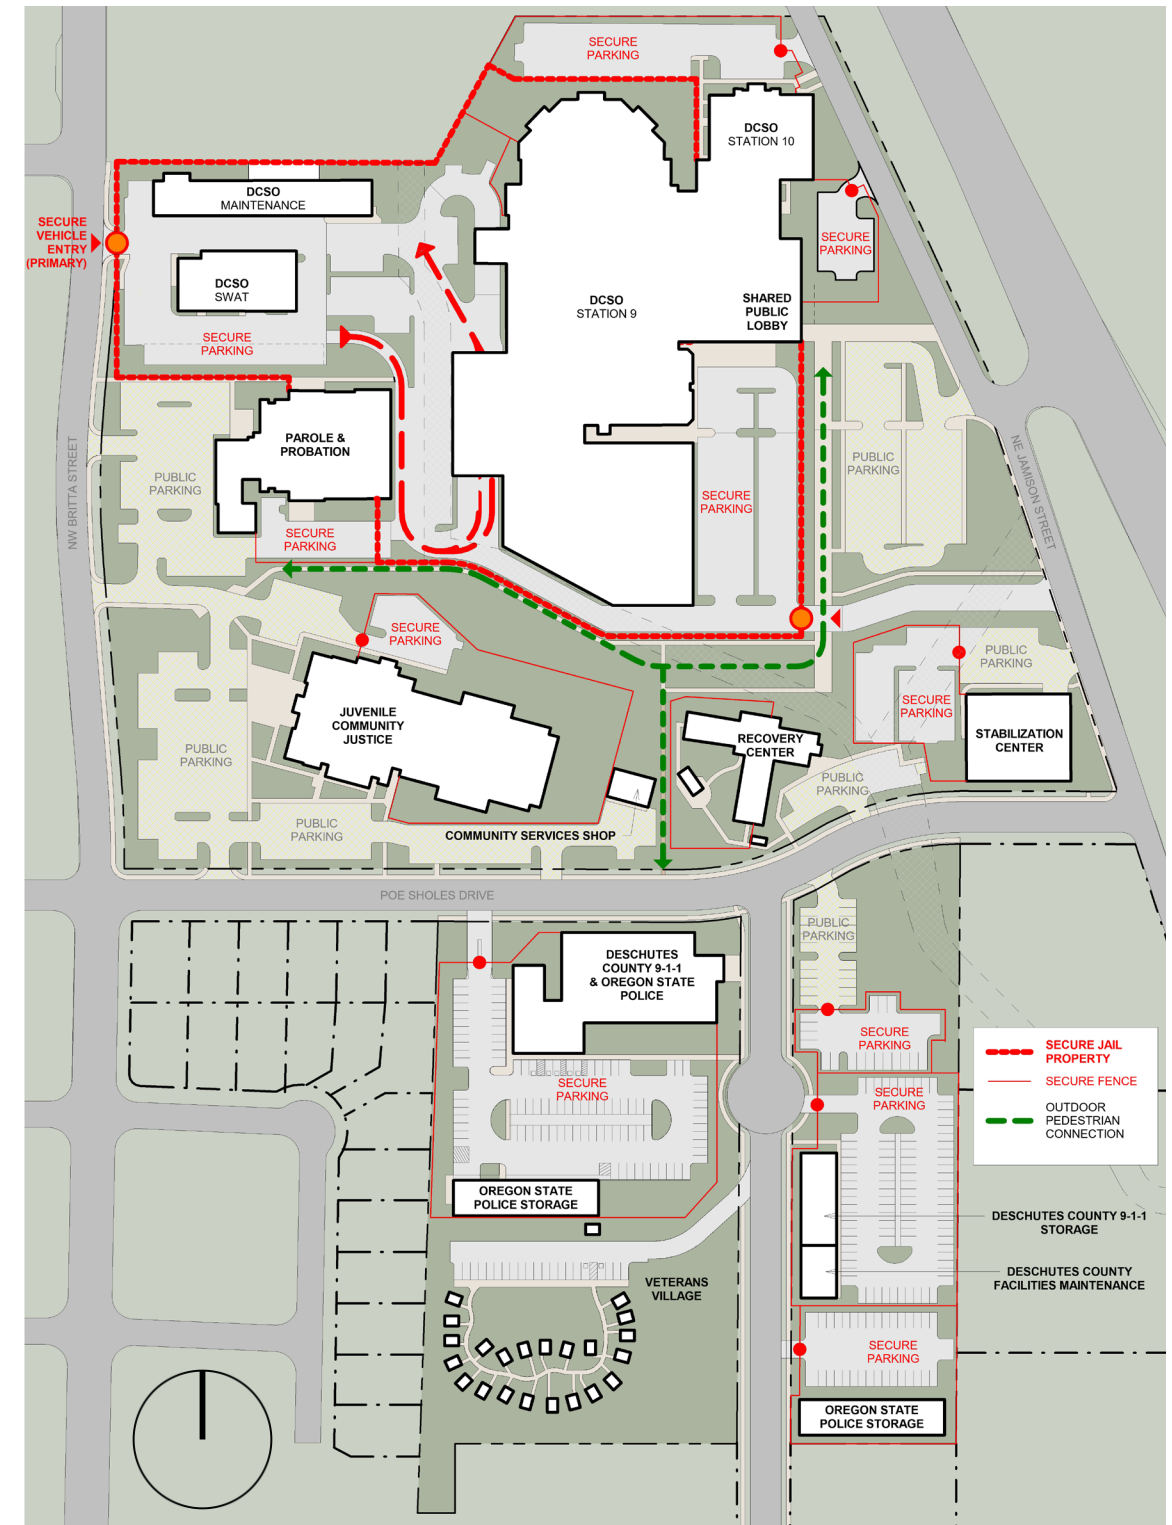 SECURE
PARKING
DCSO
STATION 10
DCSO
MAINTENANCE
SECURE
VEHICLE
ENTRY
(PRIMARY)
SECURE
PARKING
DCSO
SWAT
DCSO
STATION 9
SHARED
PUBLIC
LOBBY
SECURE
PARKING
PAROLE &
PROBATION
PUBLIC
PARKING
PUBLIC
PARKING
NW BRITTA STREET
NE JAMISON STREET
SECURE
PARKING
SECURE
PARKING
SECURE
PARKING
PUBLIC
PARKING
SECURE
PARKING
JUVENILE
COMMUNITY
JUSTICE
RECOVERY
CENTER
STABILIZATION
CENTER
PUBLIC
PARKING
PUBLIC
PARKING
PUBLIC
PARKING
COMMUNITY SERVICES SHOP
POE SHOLES DRIVE
PUBLIC
PARKING
DESCHUTES
COUNTY 9-1-1
& OREGON STATE
POLICE
SECURE
PARKING
SECURE JAIL
PROPERTY
SECURE FENCE
OUTDOOR
PEDESTRIAN
CONNECTION
SECURE
PARKING
SECURE
PARKING
OREGON STATE
POLICE STORAGE
DESCHUTES COUNTY 9-1-1
STORAGE
DESCHUTES COUNTY
FACILITIES MAINTENANCE
VETERANS
VILLAGE
SECURE
PARKING
OREGON STATE
POLICE STORAGE